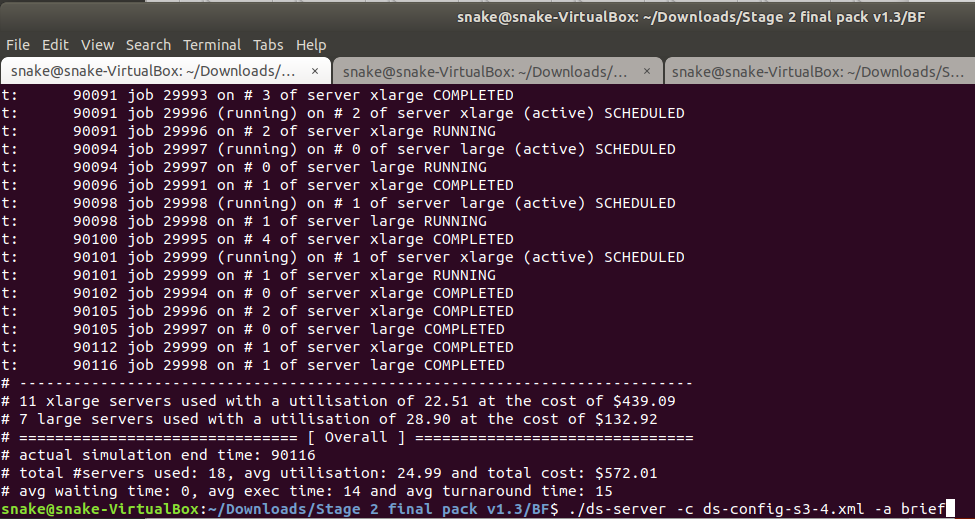 snake@snake-VirtualBox: ~/Downloads/Stage 2 final pack v1.3/BF
File Edit View Search Terminal Tabs Help
snake@snake-VirtualBox: ~/Downloads/... × snake@snake-VirtualBox: ~/Downloads/... × snake@snake-VirtualBox: ~/Downloads/S...
t: 90091 job 29993 on # 3 of server xlarge COMPLETED
t: 90091 job 29996 (running) on # 2 of server xlarge (active) SCHEDULED
t: 90091 job 29996 on # 2 of server xlarge RUNNING
t: 90094 job 29997 (running) on # 0 of server large (active) SCHEDULED
t: 90094 job 29997 on # 0 of server large RUNNING
t: 90096 job 29991 on # 1 of server xlarge COMPLETED
t: 90098 job 29998 (running) on # 1 of server large (active) SCHEDULED
t: 90098 job 29998 on # 1 of server large RUNNING
t: 90100 job 29995 on # 4 of server xlarge COMPLETED
t: 90101 job 29999 (running) on # 1 of server xlarge (active) SCHEDULED
t: 90101 job 29999 on # 1 of server xlarge RUNNING
t: 90102 job 29994 on # 0 of server xlarge COMPLETED
t: 90105 job 29996 on # 2 of server xlarge COMPLETED
t: 90105 job 29997 on # 0 of server large COMPLETED
t: 90112 job 29999 on # 1 of server xlarge COMPLETED
t: 90116 job 29998 on # 1 of server large COMPLETED
# ---------------------------------------------------------------------------
# 11 xlarge servers used with a utilisation of 22.51 at the cost of $439.09
# 7 large servers used with a utilisation of 28.90 at the cost of $132.92
# =============================== [ Overall ] ===============================
# actual simulation end time: 90116
# total #servers used: 18, avg utilisation: 24.99 and total cost: $572.01
# avg waiting time: 0, avg exec time: 14 and avg turnaround time: 15
snake@snake-VirtualBox:~/Downloads/Stage 2 final pack v1.3/BF$ ./ds-server -c ds-config-s3-4.xml -a brief